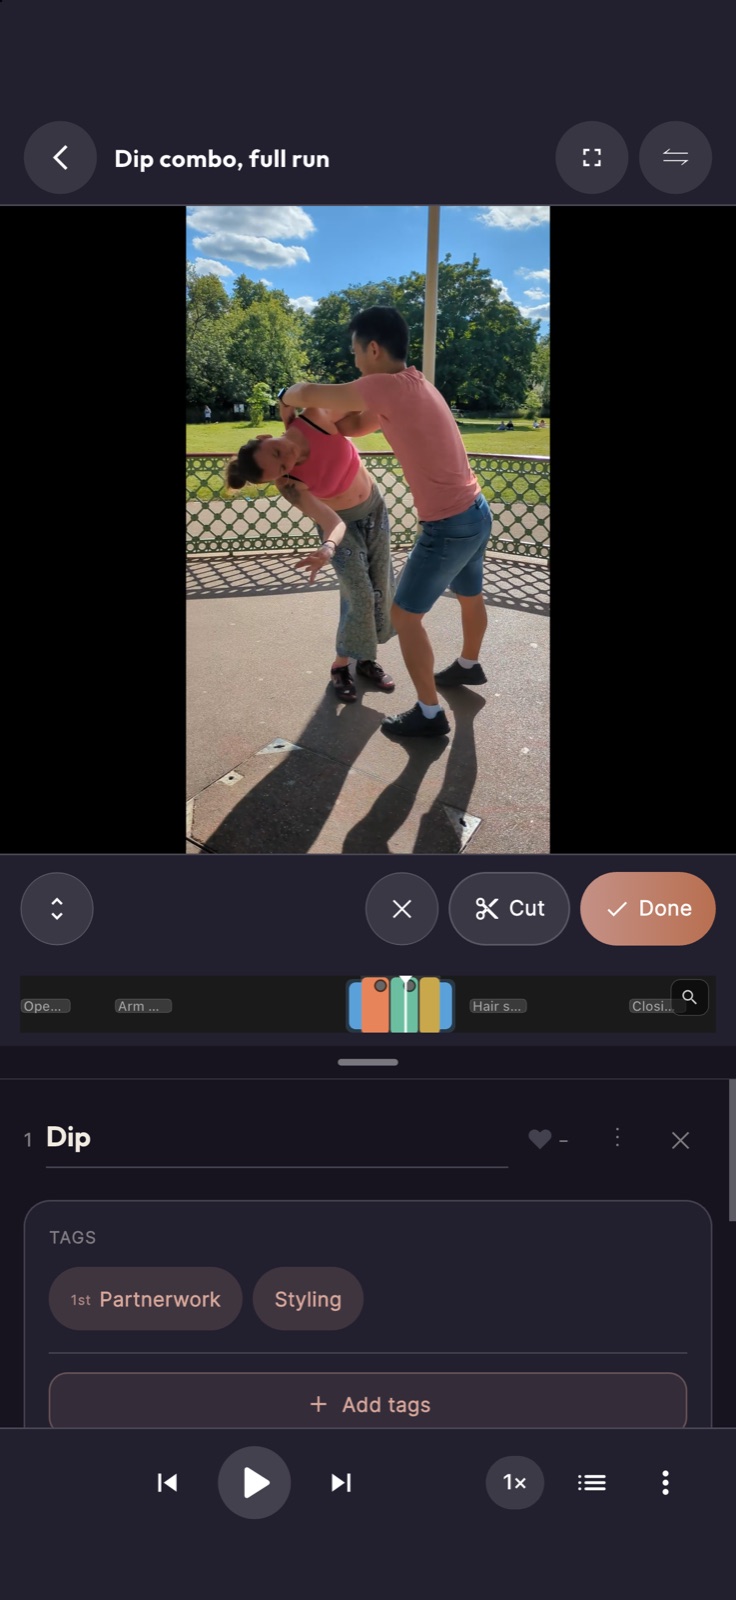 Dip combo, full run
Cut
Done
Ope...
Arm ...
Hair s...
Closi...
1
Dip
–
TAGS
1st Partnerwork
Styling
+ Add tags
1×